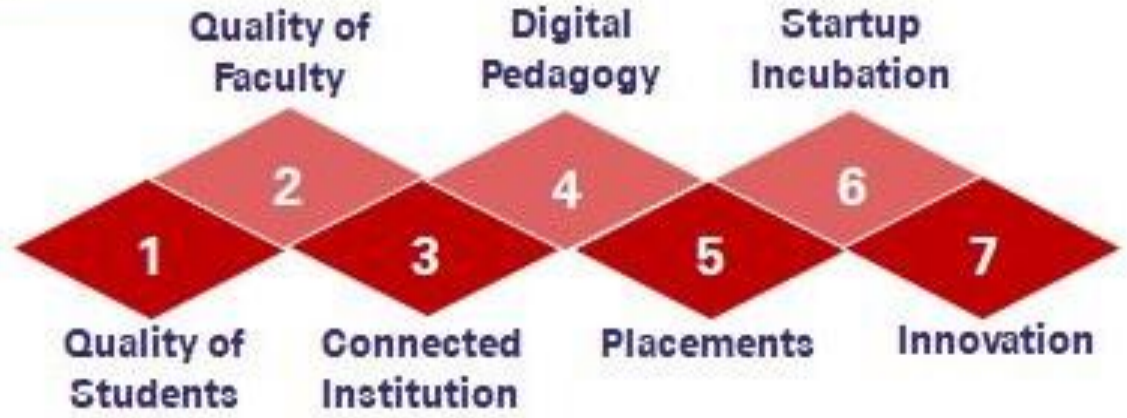 Quality of
Faculty
Digital
Pedagogy
Startup
Incubation
2
4
6
1
3
5
7
Quality of
Students
Connected
Institution
Placements
Innovation